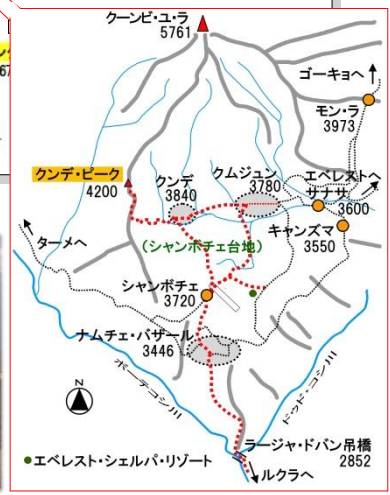 クーンビ・ユ・ラ
5761
ゴーキョへ
モン・ラ
3973
クンデ・ピーク
4200
クンデ
3840
クムジュン
3780
エベレストへ
サナサ
3600
キャンズマ
3550
ターメへ
(シャンボチェ台地)
シャンボチェ
3720
ナムチェ・バザール
3446
ボーテコシ川
ドゥド・コシ川
N
ラージャ・ドバン吊橋
2852
●エベレスト・シェルパ・リゾート
ルクラへ